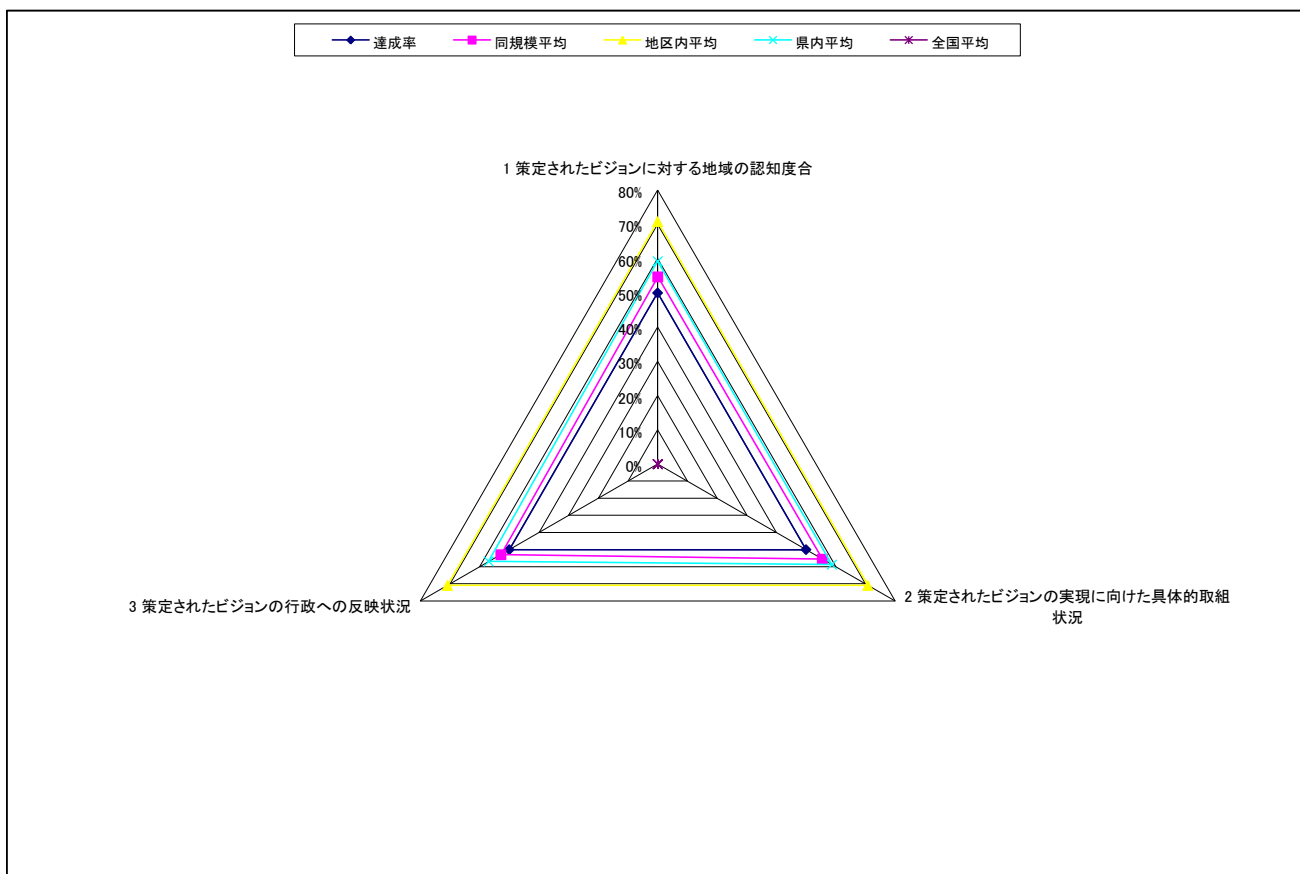 達成率 同規模平均 地区内平均 県内平均 全国平均
1 策定されたビジョンに対する地域の認知度合
80%
70%
60%
50%
40%
30%
20%
10%
0%
2 策定されたビジョンの実現に向けた具体的取組
状況
3 策定されたビジョンの行政への反映状況